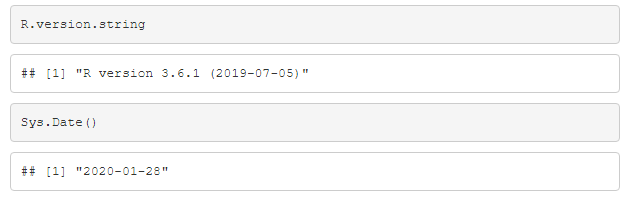 R.version.string
## [1] "R version 3.6.1 (2019-07-05)"
Sys.Date()
## [1] "2020-01-28"